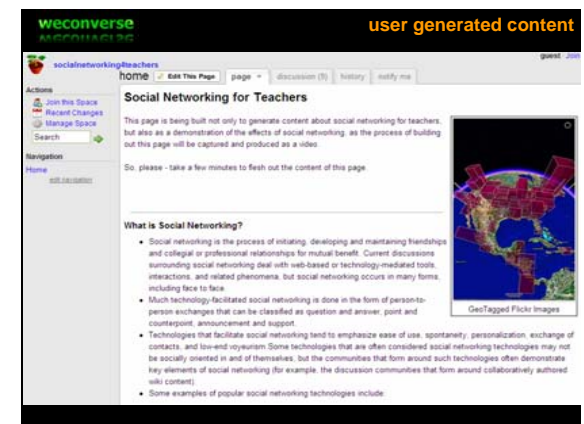 weconverse
user generated content
guest · Join
socialnetworking4teachers
home Edit This Page page discussion (9) history notify me
Actions
Join this Space
Recent Changes
Manage Space
Search
Navigation
Home
edit navigation
Social Networking for Teachers
This page is being built not only to generate content about social networking for teachers,
but also as a demonstration of the effects of social networking, as the process of building
out this page will be captured and produced as a video.
So, please - take a few minutes to flesh out the content of this page.
What is Social Networking?
• Social networking is the process of initiating, developing and maintaining friendships
and collegial or professional relationships for mutual benefit. Current discussions
surrounding social networking deal with web-based or technology-mediated tools,
interactions, and related phenomena, but social networking occurs in many forms,
including face to face.
• Much technology-facilitated social networking is done in the form of person-to-
person exchanges that can be classified as question and answer, point and
counterpoint, announcement and support.
GeoTagged Flickr Images
• Technologies that facilitate social networking tend to emphasize ease of use, spontaneity, personalization, exchange of
contacts, and low-end voyeurism.Some technologies that are often considered social networking technologies may not
be socially oriented in and of themselves, but the communities that form around such technologies often demonstrate
key elements of social networking (for example, the discussion communities that form around collaboratively authored
wiki content)
• Some examples of popular social networking technologies include: